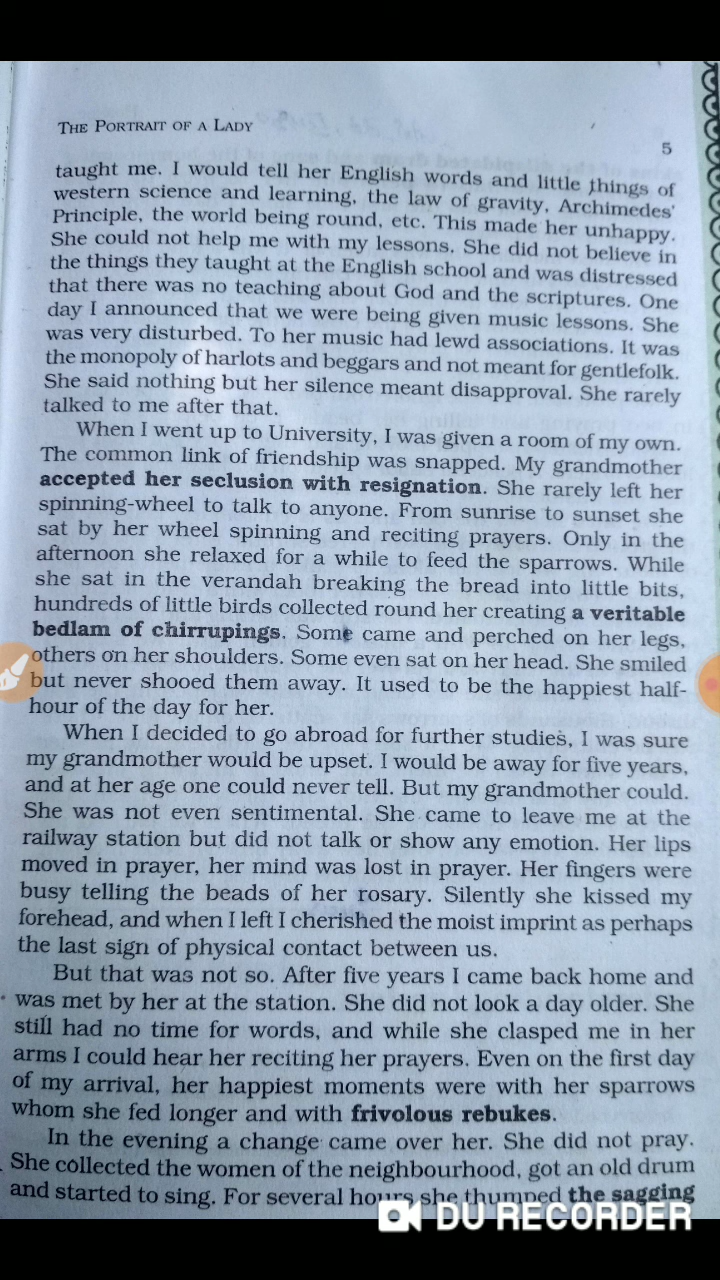 THE PORTRAIT OF A LADY
5
taught me. I would tell her English words and little things of
western science and learning, the law of gravity, Archimedes'
Principle, the world being round, etc. This made her unhappy.
She could not help me with my lessons. She did not believe in
the things they taught at the English school and was distressed
that there was no teaching about God and the scriptures. One
day I announced that we were being given music lessons. She
was very disturbed. To her music had lewd associations. It was
the monopoly of harlots and beggars and not meant for gentlefolk.
She said nothing but her silence meant disapproval. She rarely
talked to me after that.
When I went up to University, I was given a room of my own.
The common link of friendship was snapped. My grandmother
accepted her seclusion with resignation. She rarely left her
spinning-wheel to talk to anyone. From sunrise to sunset she
sat by her wheel spinning and reciting prayers. Only in the
afternoon she relaxed for a while to feed the sparrows. While
she sat in the verandah breaking the bread into little bits,
hundreds of little birds collected round her creating a veritable
bedlam of chirrupings. Some came and perched on her legs,
others on her shoulders. Some even sat on her head. She smiled
but never shooed them away. It used to be the happiest half-
hour of the day for her.
When I decided to go abroad for further studies, I was sure
my grandmother would be upset. I would be away for five years,
and at her age one could never tell. But my grandmother could.
She was not even sentimental. She came to leave me at the
railway station but did not talk or show any emotion. Her lips
moved in prayer, her mind was lost in prayer. Her fingers were
busy telling the beads of her rosary. Silently she kissed my
forehead, and when I left I cherished the moist imprint as perhaps
the last sign of physical contact between us.
But that was not so. After five years I came back home and
was met by her at the station. She did not look a day older. She
still had no time for words, and while she clasped me in her
arms I could hear her reciting her prayers. Even on the first day
of my arrival, her happiest moments were with her sparrows
whom she fed longer and with frivolous rebukes.
In the evening a change came over her. She did not pray.
She collected the women of the neighbourhood, got an old drum
and started to sing. For several hours she thumped the sagging
DU RECORDER